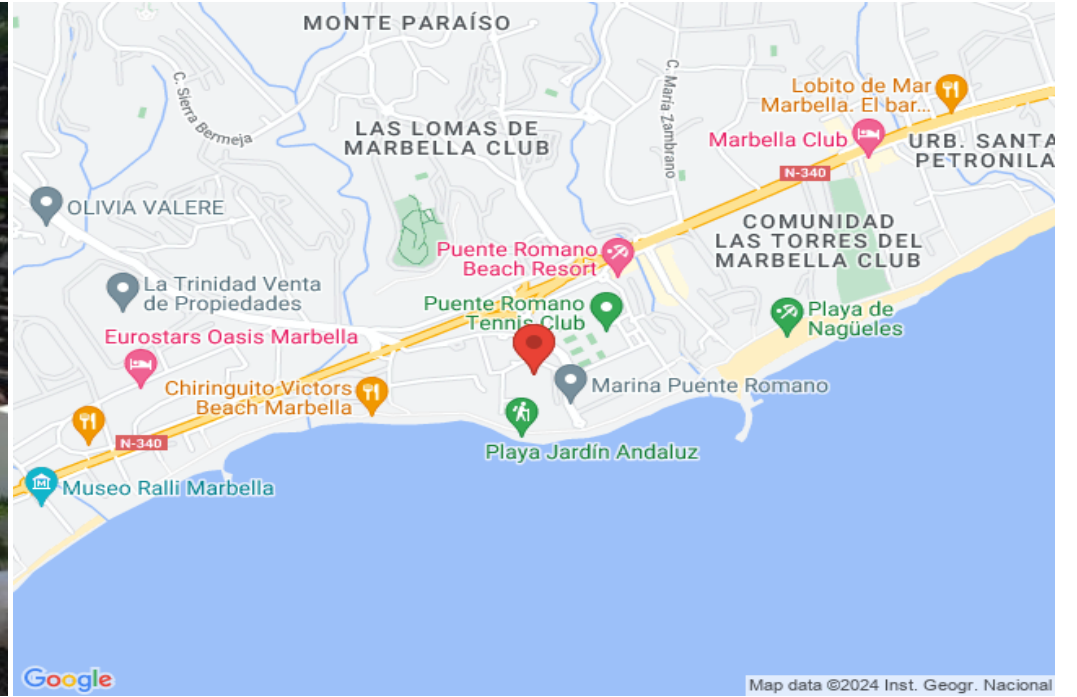 MONTE PARAÍSO
C. Sierra Bermeja
C. María Zambrano
Lobito de Mar
Marbella. El bar...
LAS LOMAS DE
MARBELLA CLUB
Marbella Club
URB. SANTA
PETRONILA
N-340
OLIVIA VALERE
COMUNIDAD
LAS TORRES DEL
MARBELLA CLUB
Puente Romano
Beach Resort
La Trinidad Venta
de Propiedades
Puente Romano
Tennis Club
Playa de
Nagüeles
Eurostars Oasis Marbella
Chiringuito Victors
Beach Marbella
Marina Puente Romano
N-340
Playa Jardín Andaluz
Museo Ralli Marbella
Google
Map data ©2024 Inst. Geogr. Nacional